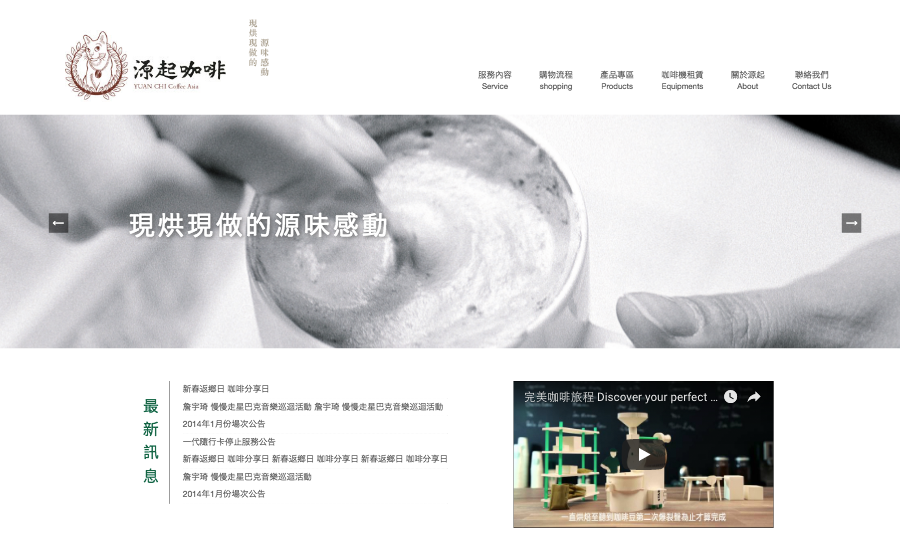 源起咖啡
YUAN CHI Coffee Asia
現烘現做的
源味感動
服務內容 購物流程 產品專區 咖啡機租賃 關於源起 聯絡我們
Service shopping Products Equipments About Contact Us
現烘現做的源味感動
最新訊息
新春返鄉日 咖啡分享日
詹宇琦 慢慢走星巴克音樂巡迴活動 詹宇琦 慢慢走星巴克音樂巡迴活動
2014年1月份場次公告
一代隨行卡停止服務公告
新春返鄉日 咖啡分享日 新春返鄉日 咖啡分享日 新春返鄉日 咖啡分享日
詹宇琦 慢慢走星巴克音樂巡迴活動
2014年1月份場次公告
完美咖啡旅程 Discover your perfect ...
一直烘焙至聽到咖啡豆第二次爆裂聲為止才算完成